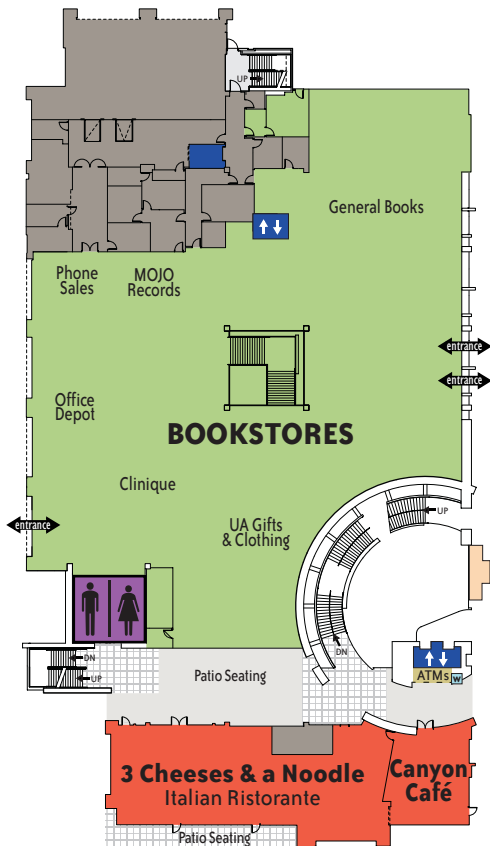 UP
General Books
Phone
Sales
MOJO
Records
entrance
entrance
Office
Depot
BOOKSTORES
Clinique
UP
entrance
UA Gifts
& Clothing
DN
DN
UP
Patio Seating
ATMs
W
3 Cheeses & a Noodle
Italian Ristorante
Canyon
Café
Patio Seating